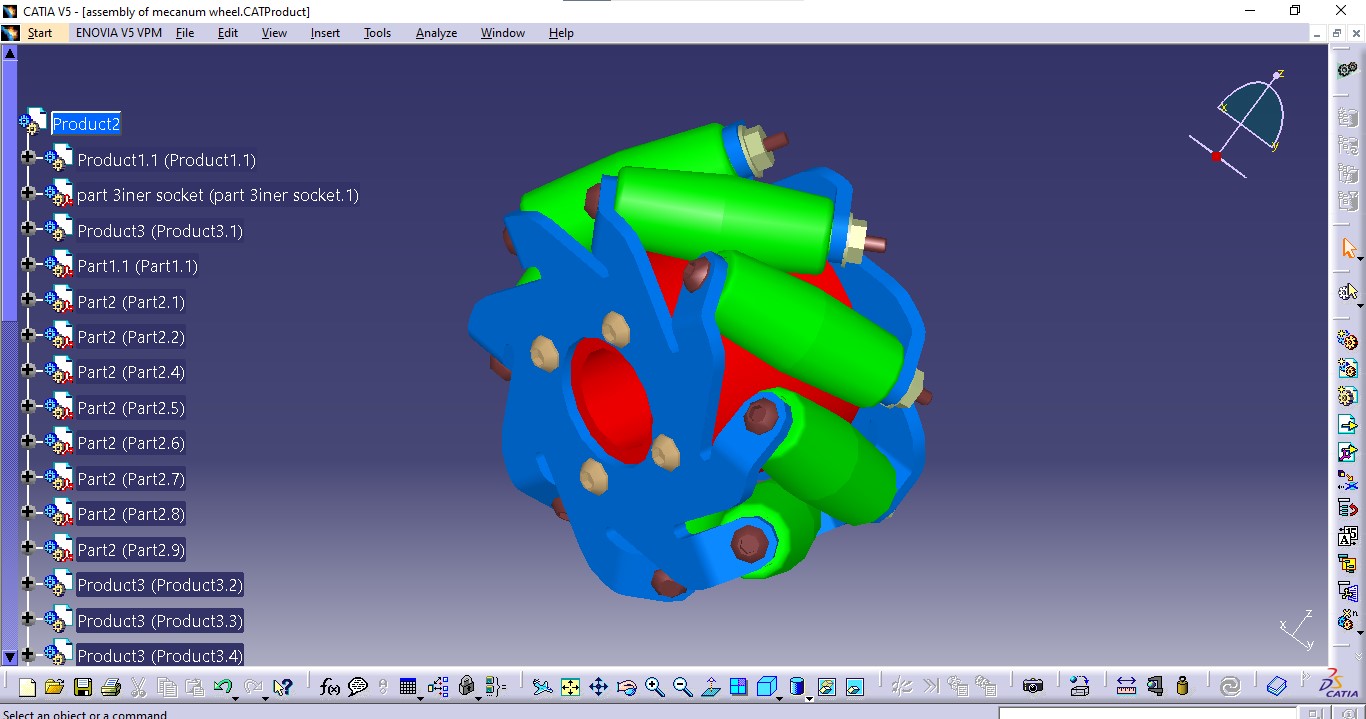 CATIA V5 - [assembly of mecanum wheel.CATProduct]
Start ENOVIA V5 VPM File Edit View Insert Tools Analyze Window Help
Product2
Product1.1 (Product1.1)
part 3iner socket (part 3iner socket.1)
Product3 (Product3.1)
Part1.1 (Part1.1)
Part2 (Part2.1)
Part2 (Part2.2)
Part2 (Part2.4)
Part2 (Part2.5)
Part2 (Part2.6)
Part2 (Part2.7)
Part2 (Part2.8)
Part2 (Part2.9)
Product3 (Product3.2)
Product3 (Product3.3)
Product3 (Product3.4)
z
x
y
z
x
y
f(x)
CATIA
Select an object or a command